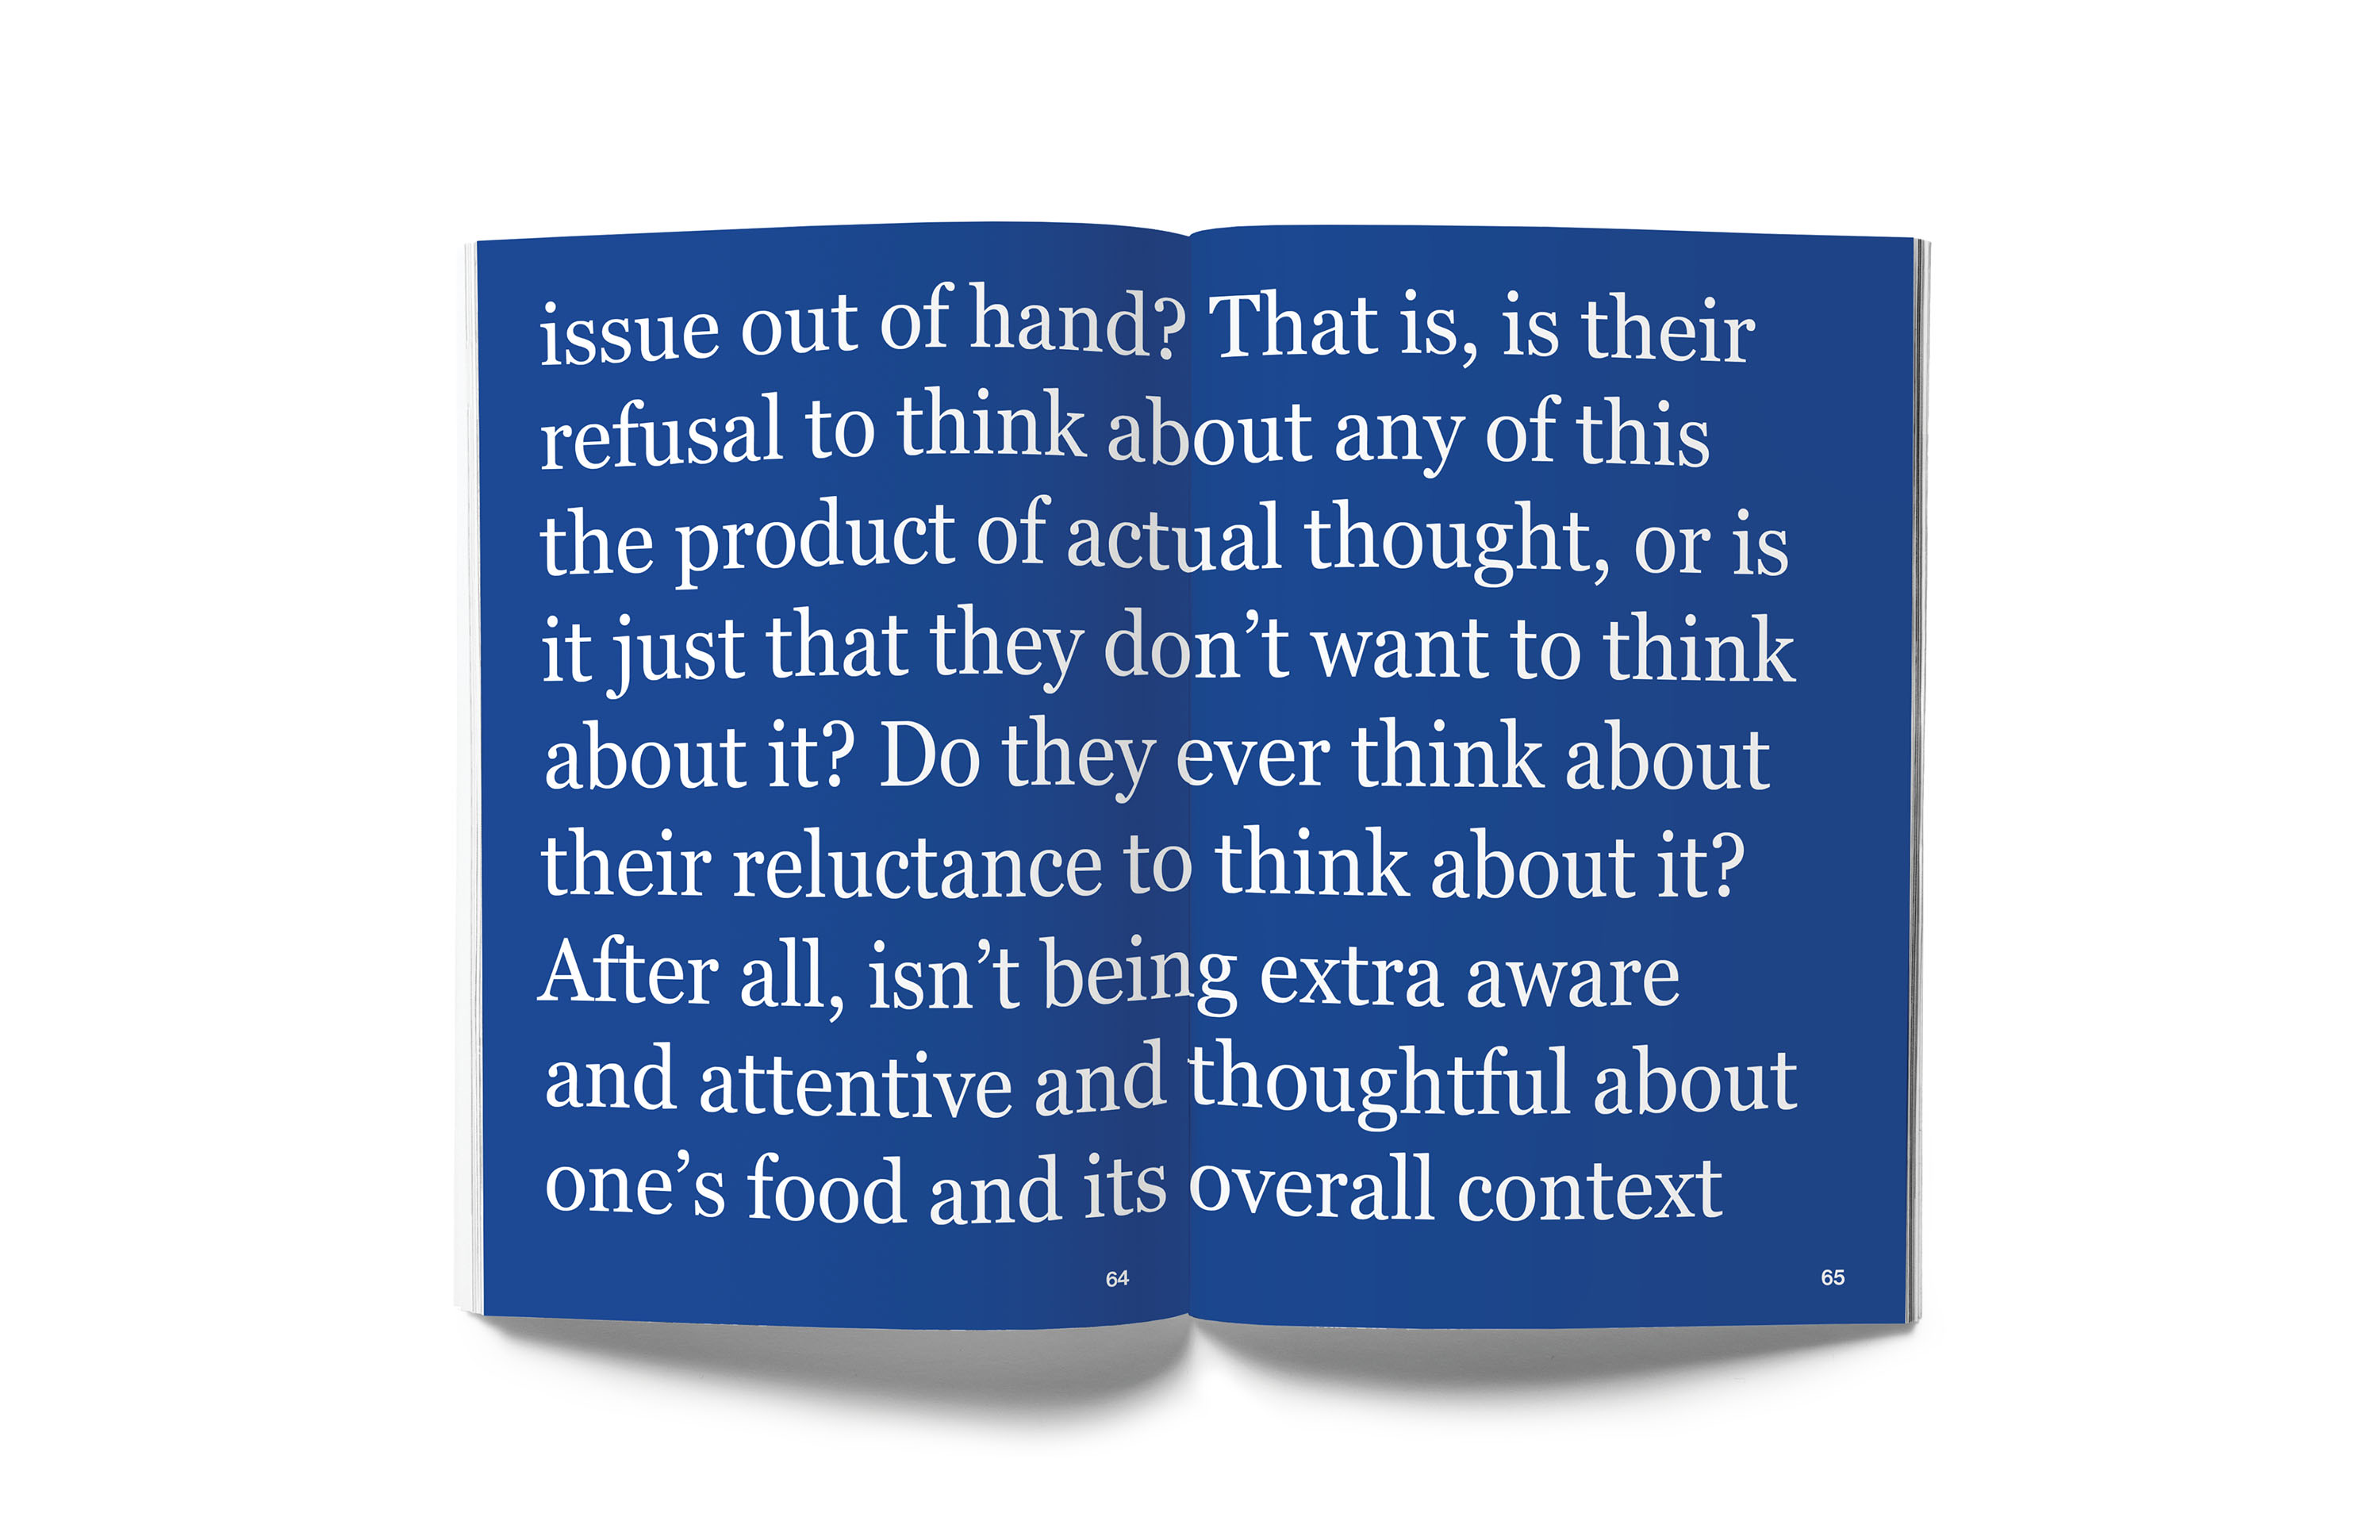 issue out of hand? That is, is their
refusal to think about any of this
the product of actual thought, or is
it just that they don’t want to think
about it? Do they ever think about
their reluctance to think about it?
After all, isn’t being extra aware
and attentive and thoughtful about
one’s food and its overall context
64
65